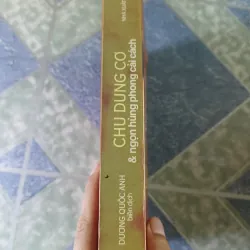 CHU DUNG CƠ
& ngọn hùng phong cải cách
DƯƠNG QUỐC ANH
biên dịch